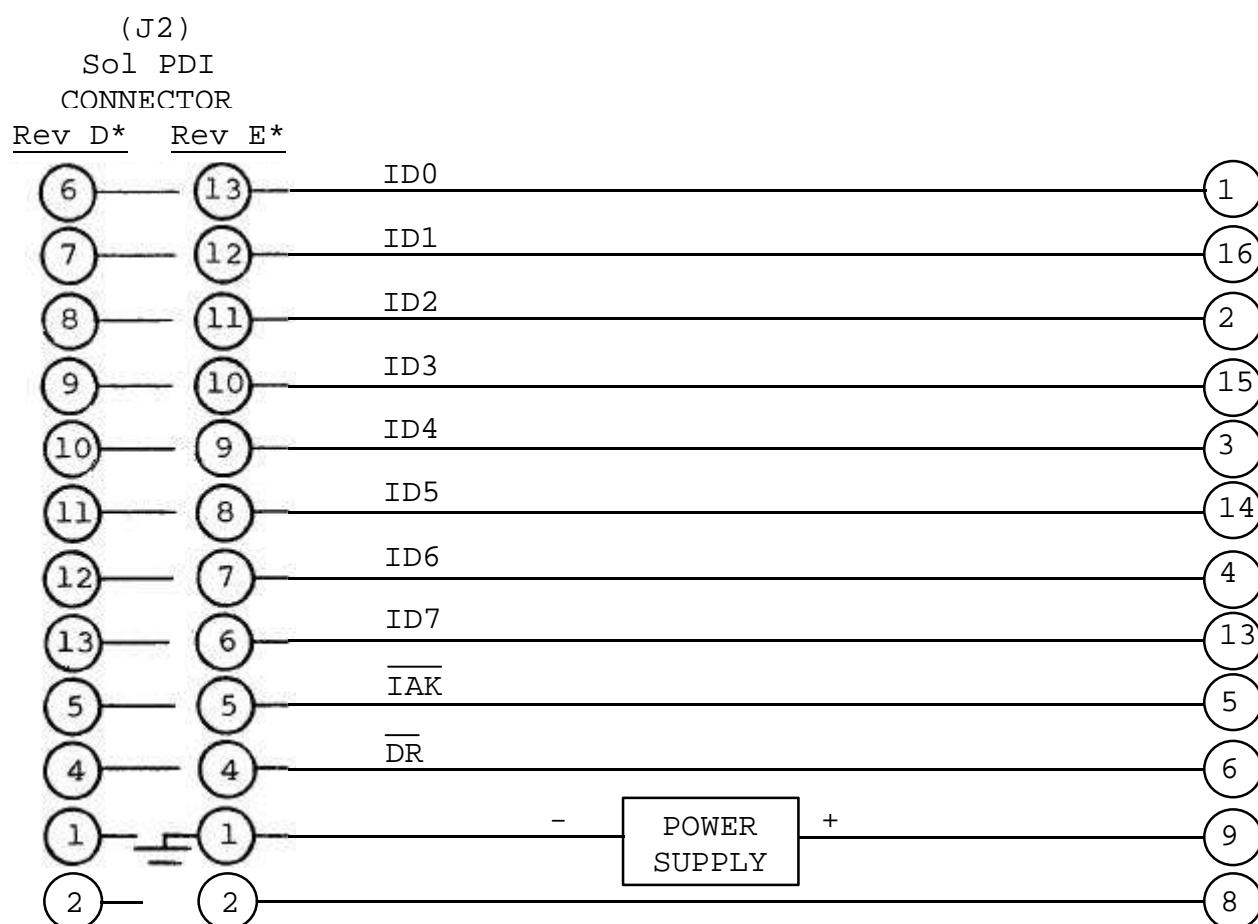 (J2)
Sol PDI
CONNECTOR
Rev D* Rev E*
6 13 ID0 1
7 12 ID1 16
8 11 ID2 2
9 10 ID3 15
10 9 ID4 3
11 8 ID5 14
12 7 ID6 4
13 6 ID7 13
5 5 IAK 5
4 4 DR 6
1 1 - POWER + 9
SUPPLY
2 2 8